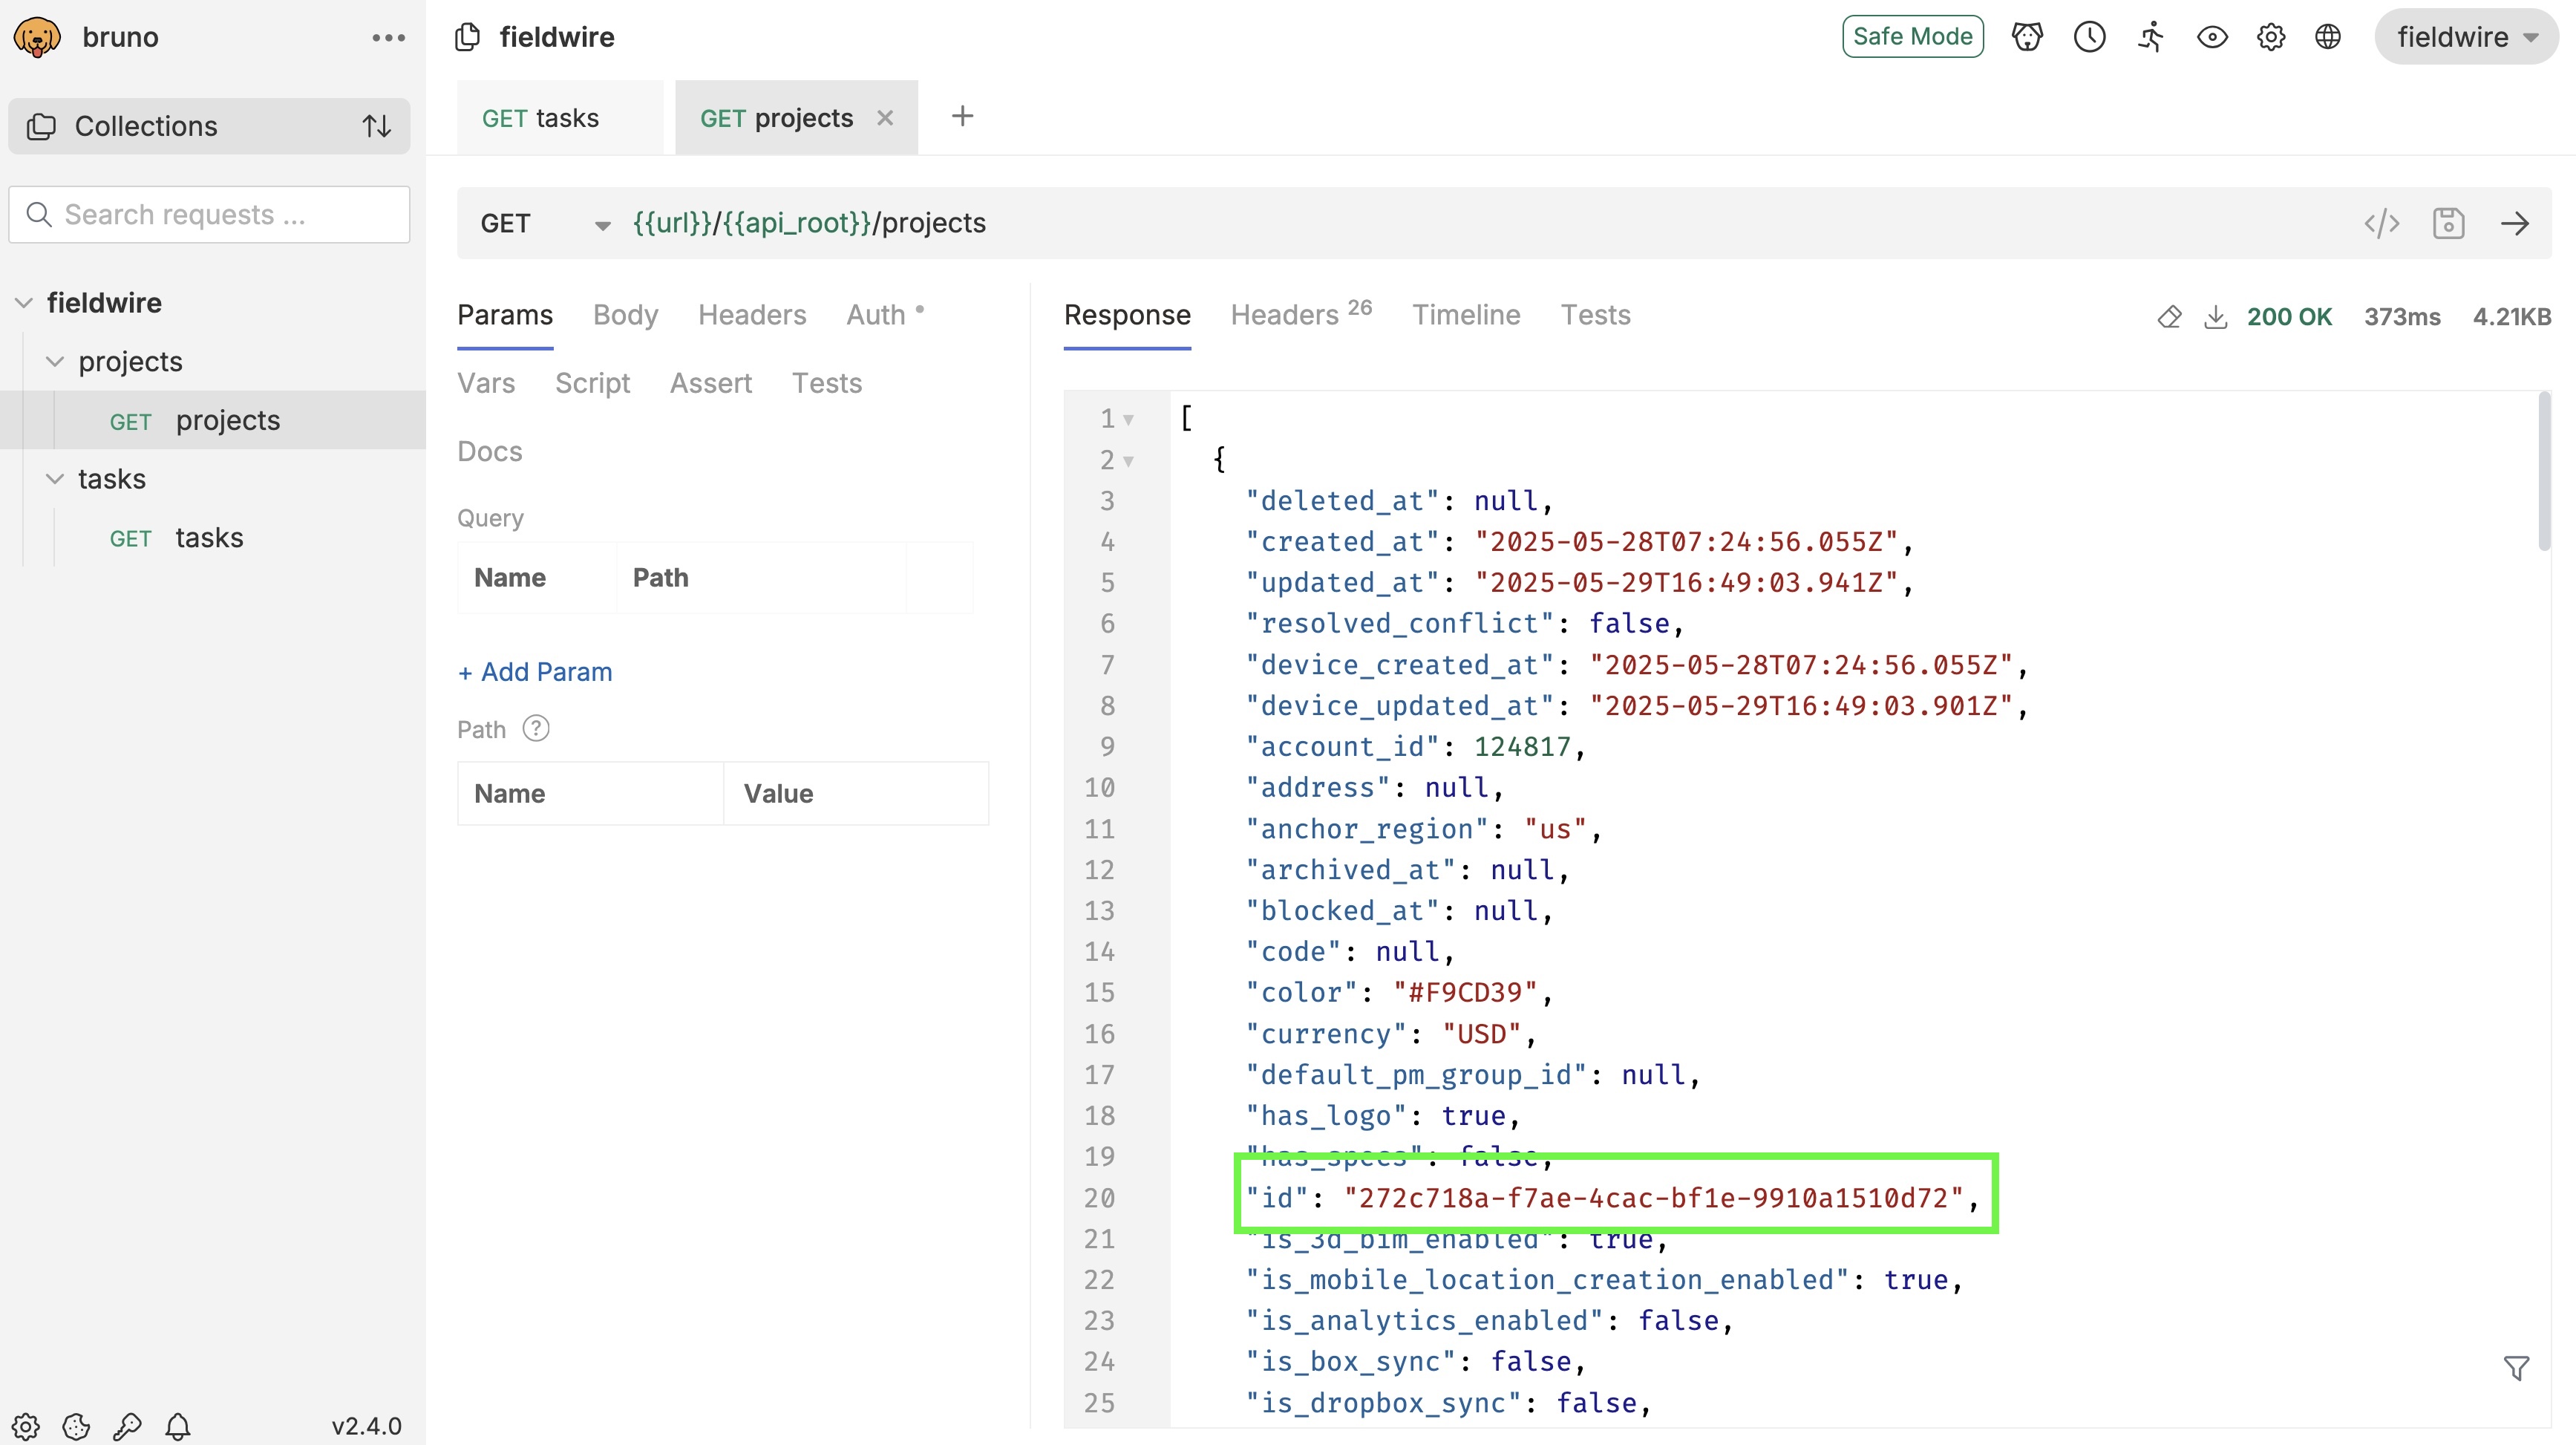 bruno
fieldwire
Safe Mode
fieldwire
Collections
GET tasks
GET projects
Search requests ...
GET
{{url}}/{{api_root}}/projects
fieldwire
projects
GET projects
tasks
GET tasks
Params
Body
Headers
Auth
Vars
Script
Assert
Tests
Docs
Query
Name
Path
+ Add Param
Path ?
Name
Value
Response
Headers 26
Timeline
Tests
200 OK
373ms
4.21KB
1 [
2 {
3 "deleted_at": null,
4 "created_at": "2025-05-28T07:24:56.055Z",
5 "updated_at": "2025-05-29T16:49:03.941Z",
6 "resolved_conflict": false,
7 "device_created_at": "2025-05-28T07:24:56.055Z",
8 "device_updated_at": "2025-05-29T16:49:03.901Z",
9 "account_id": 124817,
10 "address": null,
11 "anchor_region": "us",
12 "archived_at": null,
13 "blocked_at": null,
14 "code": null,
15 "color": "#F9CD39",
16 "currency": "USD",
17 "default_pm_group_id": null,
18 "has_logo": true,
19 "has_specs": false,
20 "id": "272c718a-f7ae-4cac-bf1e-9910a1510d72",
21 "is_3d_bim_enabled": true,
22 "is_mobile_location_creation_enabled": true,
23 "is_analytics_enabled": false,
24 "is_box_sync": false,
25 "is_dropbox_sync": false,
v2.4.0